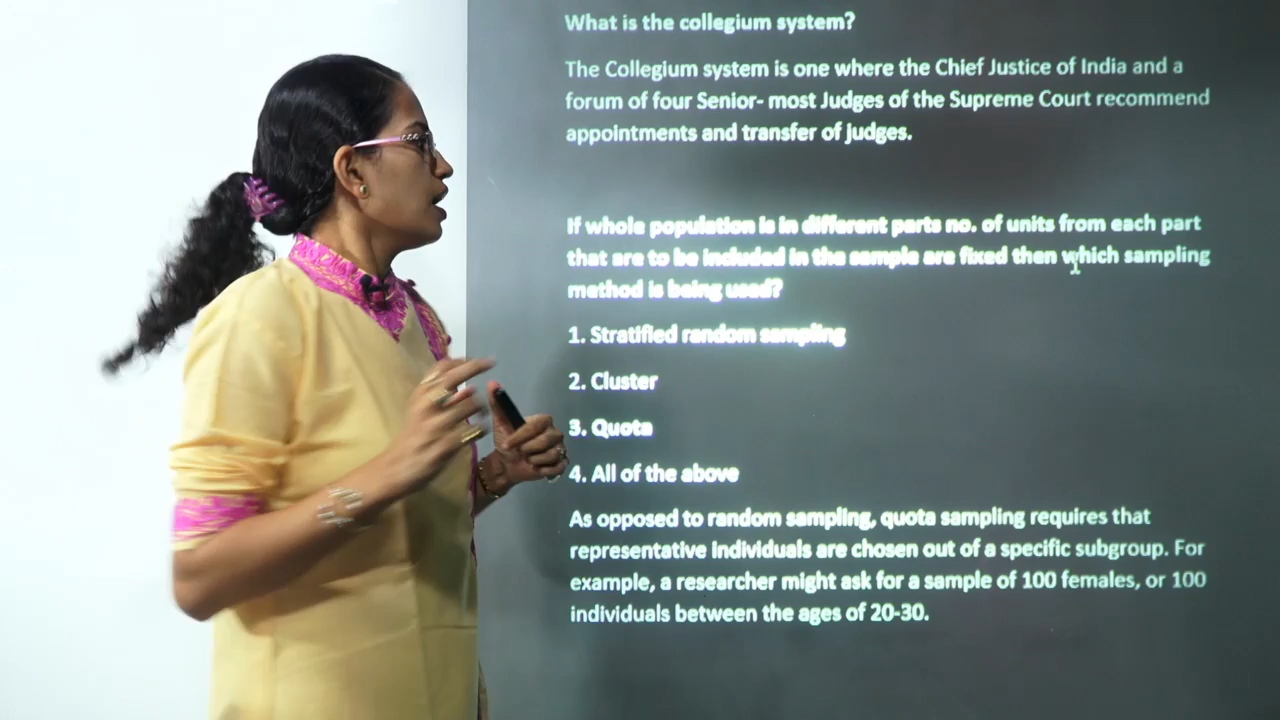 What is the collegium system?
The Collegium system is one where the Chief Justice of India and a
forum of four Senior- most Judges of the Supreme Court recommend
appointments and transfer of judges.
If whole population is in different parts no. of units from each part
that are to be included in the sample are fixed then which sampling
method is being used?
1. Stratified random sampling
2. Cluster
3. Quota
4. All of the above
As opposed to random sampling, quota sampling requires that
representative individuals are chosen out of a specific subgroup. For
example, a researcher might ask for a sample of 100 females, or 100
individuals between the ages of 20-30.